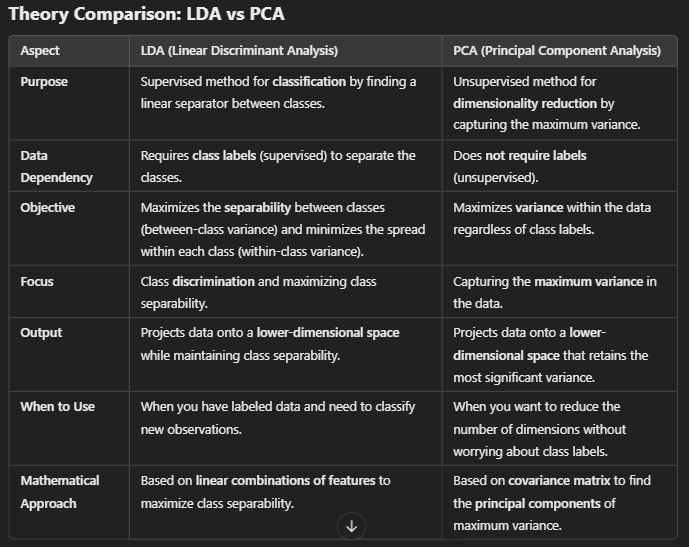 Theory Comparison: LDA vs PCA
Aspect LDA (Linear Discriminant Analysis) PCA (Principal Component Analysis)
Purpose
Supervised method for classification by finding a
linear separator between classes.
Unsupervised method for
dimensionality reduction by
capturing the maximum variance.
Data
Dependency
Requires class labels (supervised) to separate the
classes.
Does not require labels
(unsupervised).
Objective
Maximizes the separability between classes
(between-class variance) and minimizes the spread
within each class (within-class variance).
Maximizes variance within the data
regardless of class labels.
Focus
Class discrimination and maximizing class
separability.
Capturing the maximum variance in
the data.
Output
Projects data onto a lower-dimensional space
while maintaining class separability.
Projects data onto a lower-
dimensional space that retains the
most significant variance.
When to Use
When you have labeled data and need to classify
new observations.
When you want to reduce the
number of dimensions without
worrying about class labels.
Mathematical
Approach
Based on linear combinations of features to
maximize class separability.
Based on covariance matrix to find
the principal components of
maximum variance.